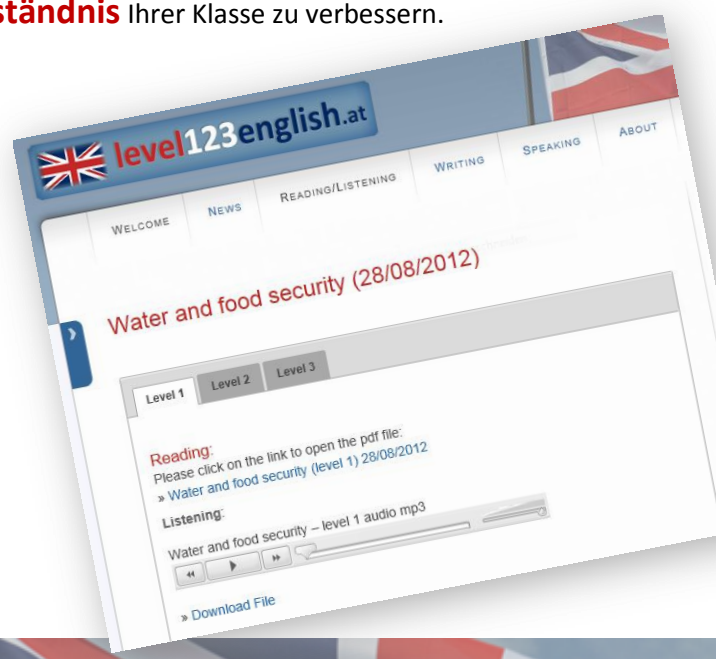 ständnis Ihrer Klasse zu verbessern.
level123english.at
WELCOME NEWS READING/LISTENING WRITING SPEAKING ABOUT
Water and food security (28/08/2012)
Level 1 Level 2 Level 3
Reading:
Please click on the link to open the pdf file:
» Water and food security (level 1) 28/08/2012
Listening:
Water and food security – level 1 audio mp3
» Download File